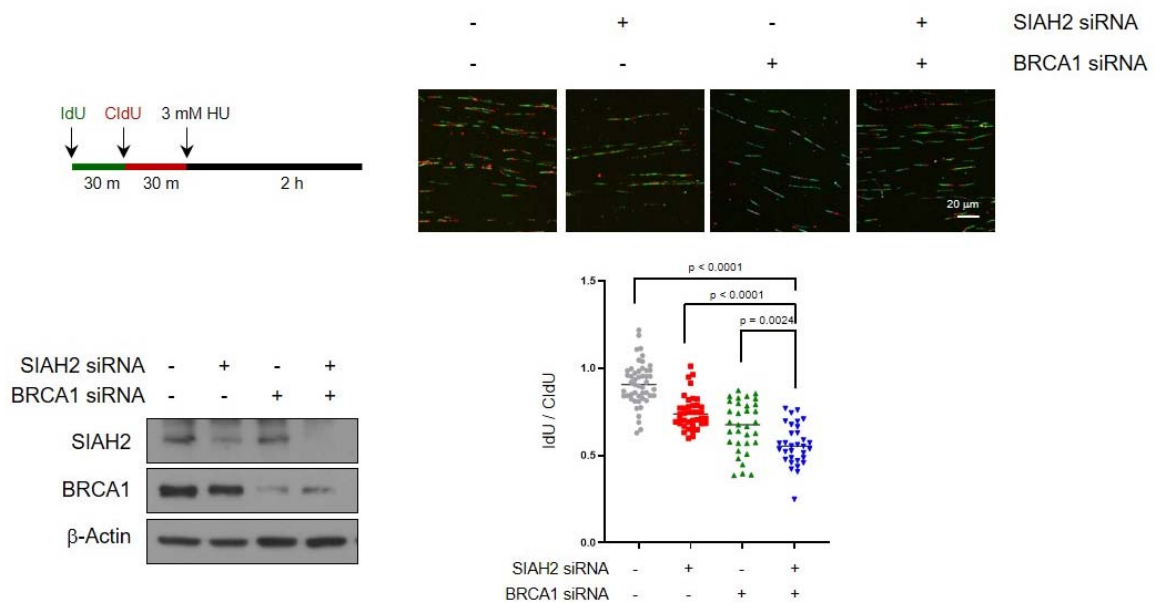 - + - + SIAH2 siRNA
- - + + BRCA1 siRNA
IdU CldU 3 mM HU
30 m 30 m 2 h
20 μm
p < 0.0001
p < 0.0001
p = 0.0024
1.5
1.0
0.5
0.0
IdU / CldU
SIAH2 siRNA - + - +
BRCA1 siRNA - - + +
SIAH2 siRNA - + - +
BRCA1 siRNA - - + +
SIAH2
BRCA1
β-Actin